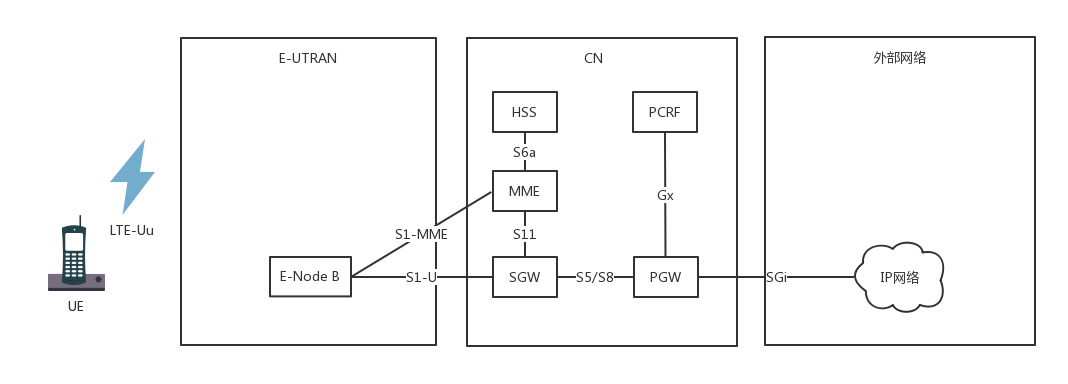 E-UTRAN
CN
外部网络
HSS
PCRF
S6a
MME
Gx
LTE-Uu
S1-MME
S11
E-Node B
S1-U
SGW
S5/S8
PGW
SGi
IP网络
UE